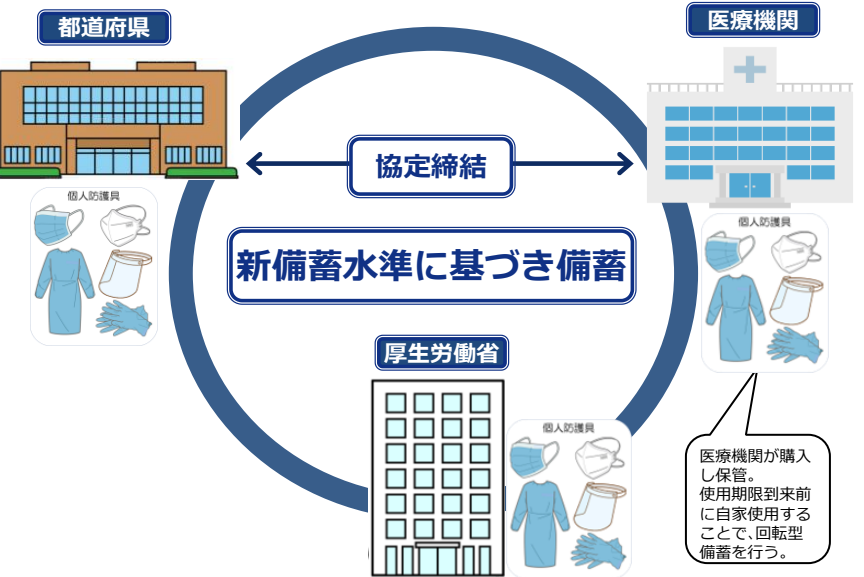 都道府県
医療機関
協定締結
個人防護具
個人防護具
新備蓄水準に基づき備蓄
厚生労働省
個人防護具
医療機関が購入
し保管。
使用期限到来前
に自家使用する
ことで、回転型
備蓄を行う。